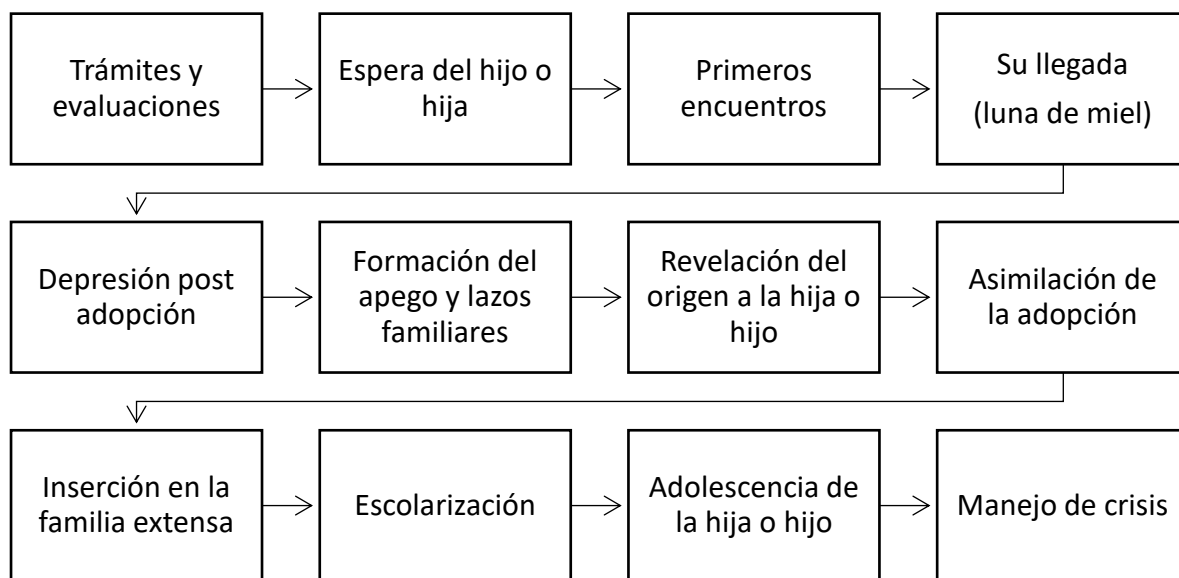 Trámites y
evaluaciones
Espera del hijo o
hija
Primeros
encuentros
Su llegada
(luna de miel)
Depresión post
adopción
Formación del
apego y lazos
familiares
Revelación del
origen a la hija o
hijo
Asimilación de
la adopción
Inserción en la
familia extensa
Escolarización
Adolescencia de
la hija o hijo
Manejo de crisis